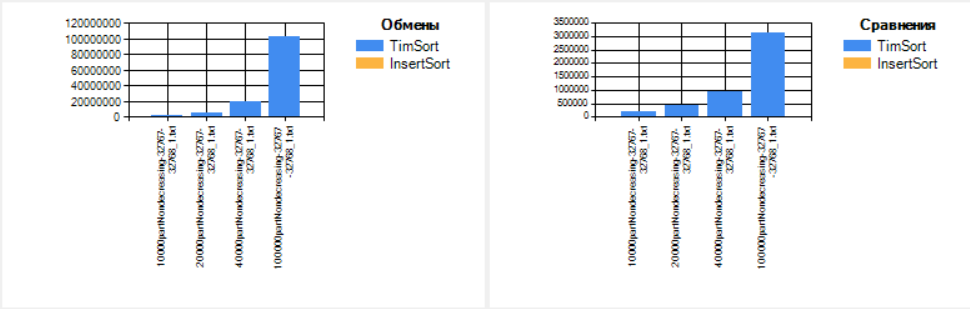 Обмены
TimSort
InsertSort
120000000
100000000
80000000
60000000
40000000
20000000
0
10000partNondecreasing-32767-
32768_1.txt
20000partNondecreasing-32767-
32768_1.txt
40000partNondecreasing-32767-
32768_1.txt
100000partNondecreasing-32767
-32768_1.txt
Сравнения
TimSort
InsertSort
3500000
3000000
2500000
2000000
1500000
1000000
500000
0
10000partNondecreasing-32767-
32768_1.txt
20000partNondecreasing-32767-
32768_1.txt
40000partNondecreasing-32767-
32768_1.txt
100000partNondecreasing-32767
-32768_1.txt